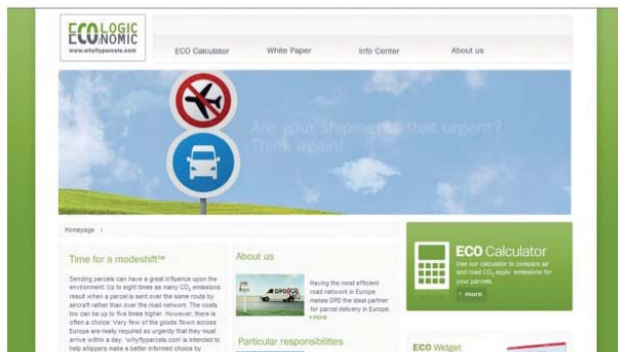 ECOLOGIC
ECONOMIC
www.whyflyparcels.com
ECO Calculator
White Paper
Info Center
About us
Are your shipments that urgent?
Think again!
Homepage >
Time for a modeshift™
Sending parcels can have a great influence upon the
environment: Up to eight times as many CO₂ emissions
result when a parcel is sent over the same route by
aircraft rather than over the road network. The costs
too can be up to five times higher. However, there is
often a choice: Very few of the goods flown across
Europe are really required so urgently that they must
arrive within a day. 'whyflyparcels.com' is intended to
help shippers make a better informed choice by
About us
DPD
Having the most efficient
road network in Europe
makes DPD the ideal partner
for parcel delivery in Europe.
more
Particular responsibilities
ECO Calculator
Use our calculator to compare air
and road CO₂ equiv. emissions for
your parcels.
more
ECO Widget